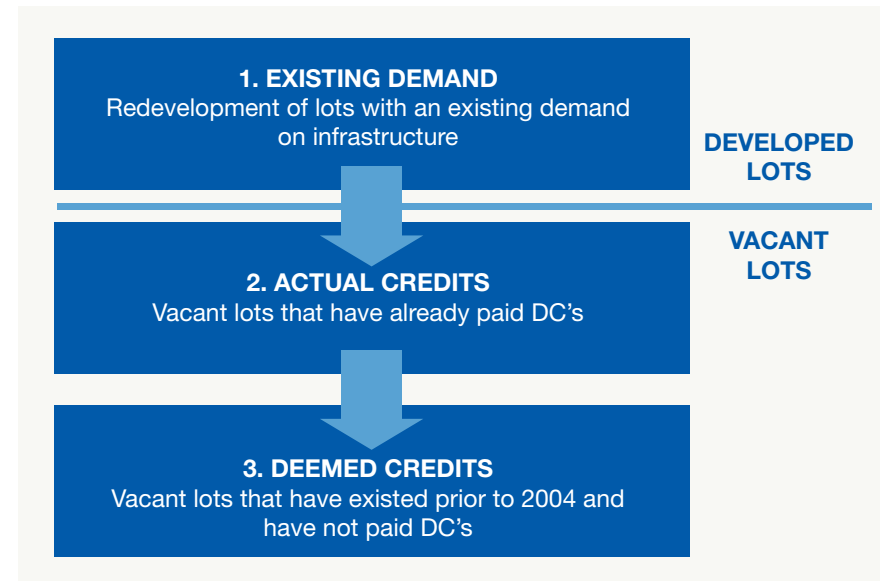 1. EXISTING DEMAND
Redevelopment of lots with an existing demand
on infrastructure
DEVELOPED
LOTS
VACANT
LOTS
2. ACTUAL CREDITS
Vacant lots that have already paid DC's
3. DEEMED CREDITS
Vacant lots that have existed prior to 2004 and
have not paid DC's